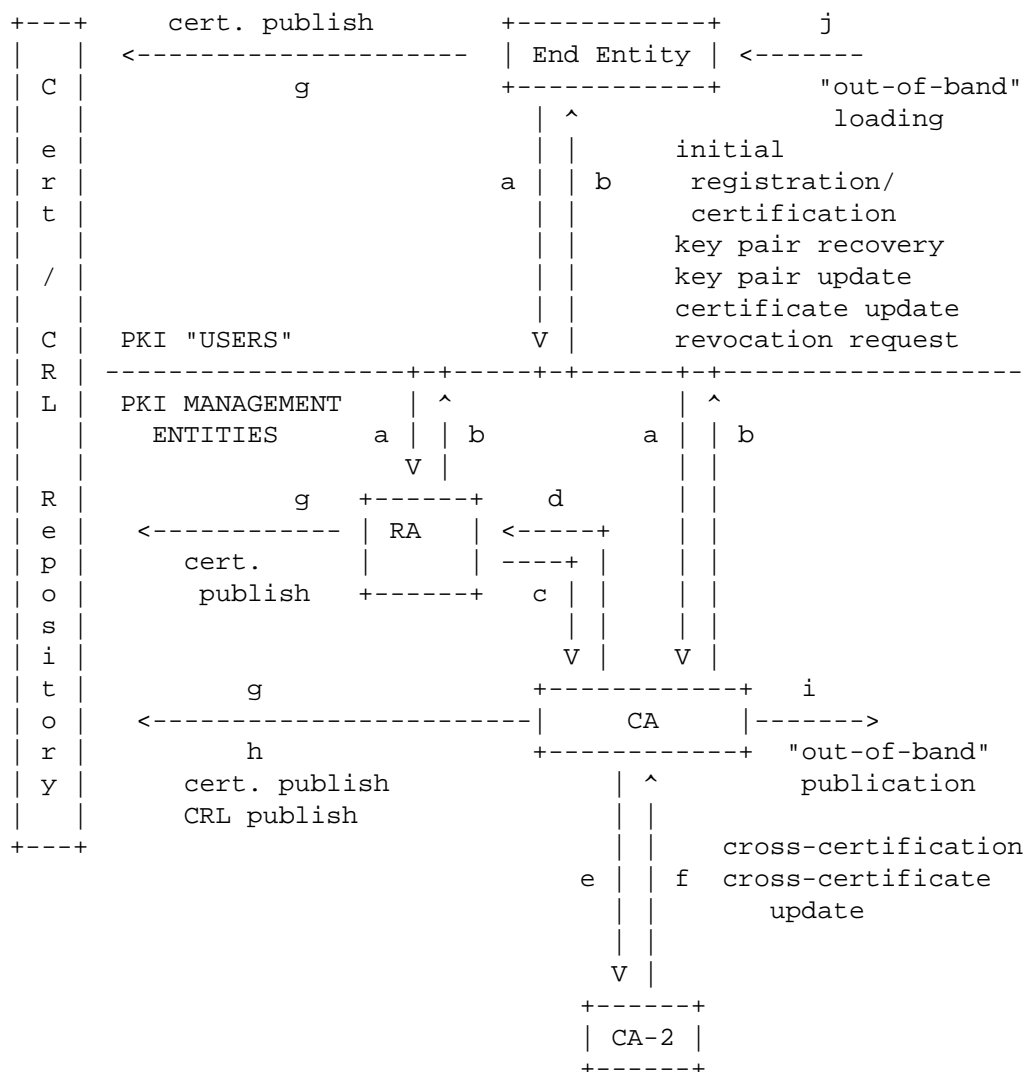 +---+     cert. publish        +------------+      j
|   |  <---------------------  | End Entity | <-------
| C |             g            +------------+      "out-of-band"
|   |                            | ^                loading
| e |                            | |      initial
| r |                          a | | b     registration/
| t |                            | |       certification
|   |                            | |      key pair recovery
| / |                            | |      key pair update
|   |                            | |      certificate update
| C |  PKI "USERS"               V |      revocation request
| R | -------------------+-+-----+-+------+-+-------------------
| L |  PKI MANAGEMENT    | ^              | ^
|   |    ENTITIES      a | | b          a | | b
|   |                    V |              | |
| R |             g   +------+    d       | |
| e |  <------------  | RA   | <-----+    | |
| p |      cert.      |      | ----+ |    | |
| o |       publish   +------+   c | |    | |
| s |                              | |    | |
| i |                              V |    V |
| t |          g                 +------------+   i
| o |  <------------------------|     CA     |------->
| r |          h                 +------------+  "out-of-band"
| y |      cert. publish              | ^         publication
|   |      CRL publish                | |
+---+                                 | |    cross-certification
                                    e | | f  cross-certificate
                                      | |       update
                                      | |
                                      V |
                                    +------+
                                    | CA-2 |
                                    +------+